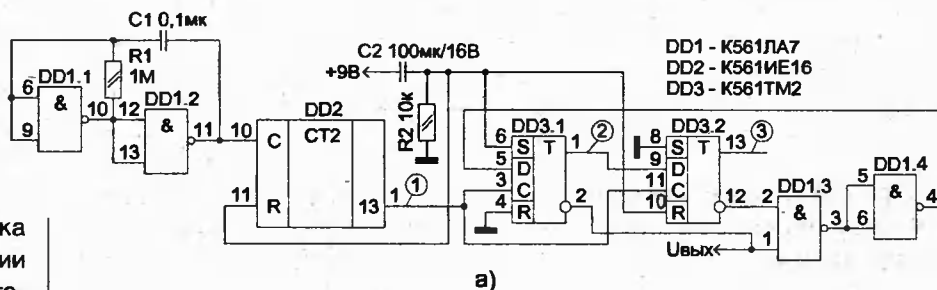 C1 0,1мк
R1
1М
DD1.1
6
&
9
10
12
DD1.2
&
13
11
10
DD2
C
CT2
11
R
13
1
①
C2 100мк/16В
+9В
R2 10к
DD1 - К561ЛА7
DD2 - К561ИЕ16
DD3 - К561ТМ2
DD3.1
6
S
T
1
②
5
D
3
C
4
R
2
DD3.2
8
S
T
13
③
9
D
11
C
10
R
12
DD1.3
2
&
1
3
Uвых
DD1.4
5
&
6
4
а)
ка
ии